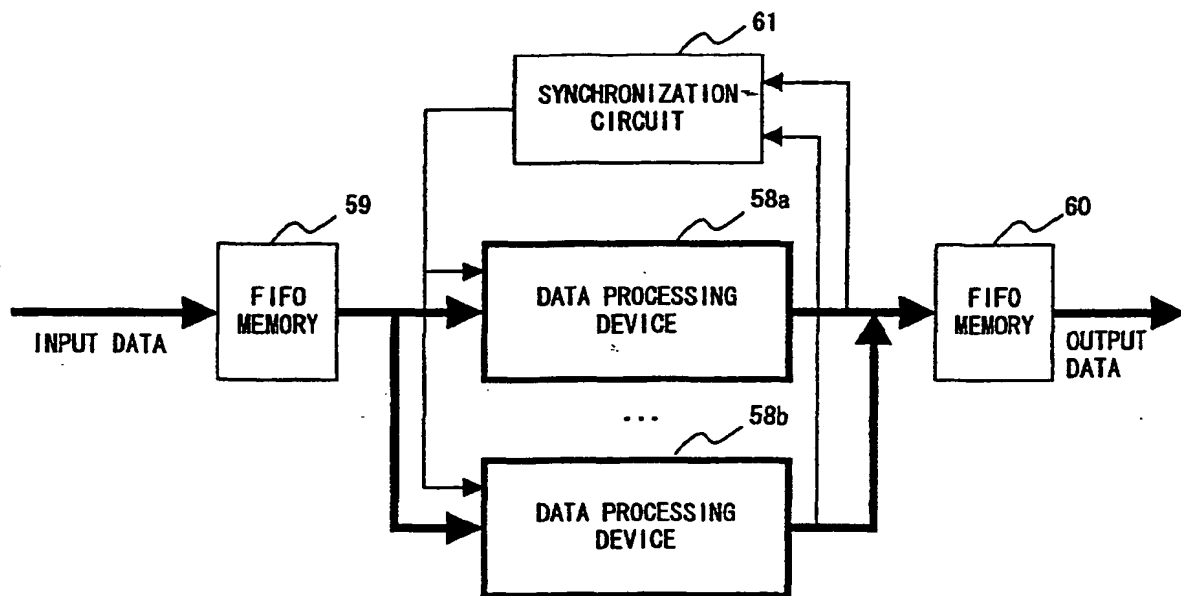 61
SYNCHRONIZATION
CIRCUIT
59
58a
60
FIFO
MEMORY
DATA PROCESSING
DEVICE
FIFO
MEMORY
INPUT DATA
OUTPUT
DATA
...
58b
DATA PROCESSING
DEVICE